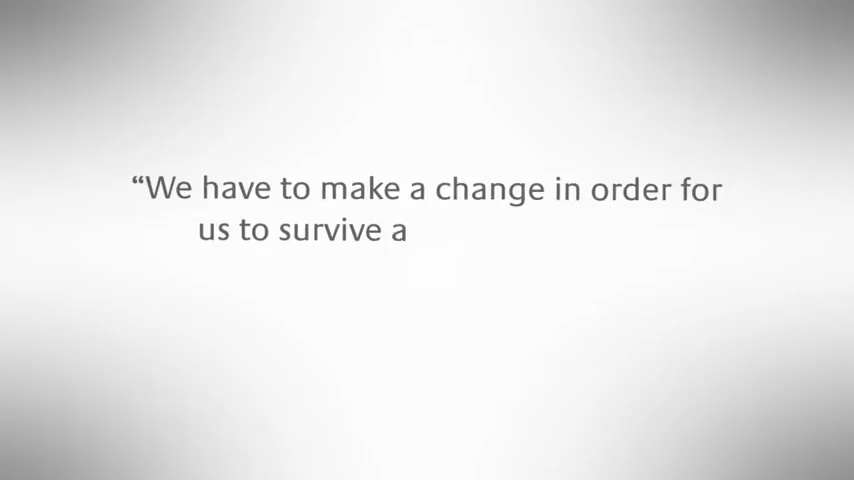 “We have to make a change in order for
us to survive a